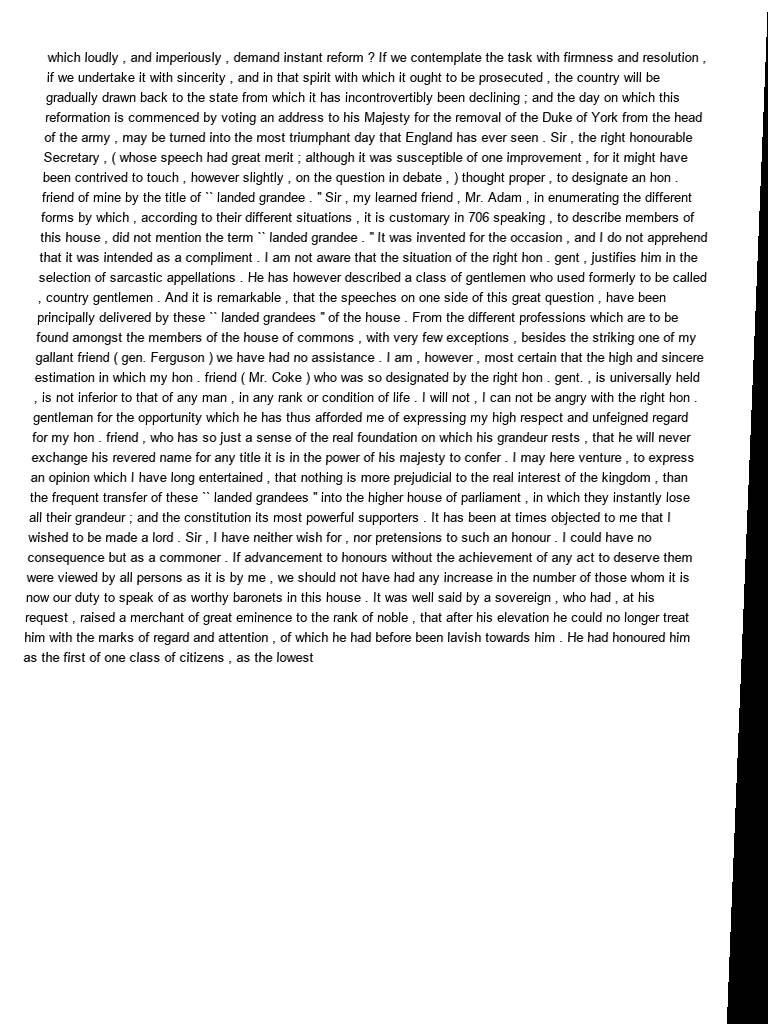 which loudly , and imperiously , demand instant reform ? If we contemplate the task with firmness and resolution ,
if we undertake it with sincerity , and in that spirit with which it ought to be prosecuted , the country will be
gradually drawn back to the state from which it has incontrovertibly been declining ; and the day on which this
reformation is commenced by voting an address to his Majesty for the removal of the Duke of York from the head
of the army , may be turned into the most triumphant day that England has ever seen . Sir , the right honourable
Secretary , ( whose speech had great merit ; although it was susceptible of one improvement , for it might have
been contrived to touch , however slightly , on the question in debate , ) thought proper , to designate an hon .
friend of mine by the title of `` landed grandee . " Sir , my learned friend , Mr. Adam , in enumerating the different
forms by which , according to their different situations , it is customary in 706 speaking , to describe members of
this house , did not mention the term `` landed grandee . " It was invented for the occasion , and I do not apprehend
that it was intended as a compliment . I am not aware that the situation of the right hon . gent , justifies him in the
selection of sarcastic appellations . He has however described a class of gentlemen who used formerly to be called
, country gentlemen . And it is remarkable , that the speeches on one side of this great question , have been
principally delivered by these `` landed grandees " of the house . From the different professions which are to be
found amongst the members of the house of commons , with very few exceptions , besides the striking one of my
gallant friend ( gen. Ferguson ) we have had no assistance . I am , however , most certain that the high and sincere
estimation in which my hon . friend ( Mr. Coke ) who was so designated by the right hon . gent. , is universally held
, is not inferior to that of any man , in any rank or condition of life . I will not , I can not be angry with the right hon .
gentleman for the opportunity which he has thus afforded me of expressing my high respect and unfeigned regard
for my hon . friend , who has so just a sense of the real foundation on which his grandeur rests , that he will never
exchange his revered name for any title it is in the power of his majesty to confer . I may here venture , to express
an opinion which I have long entertained , that nothing is more prejudicial to the real interest of the kingdom , than
the frequent transfer of these `` landed grandees " into the higher house of parliament , in which they instantly lose
all their grandeur ; and the constitution its most powerful supporters . It has been at times objected to me that I
wished to be made a lord . Sir , I have neither wish for , nor pretensions to such an honour . I could have no
consequence but as a commoner . If advancement to honours without the achievement of any act to deserve them
were viewed by all persons as it is by me , we should not have had any increase in the number of those whom it is
now our duty to speak of as worthy baronets in this house . It was well said by a sovereign , who had , at his
request , raised a merchant of great eminence to the rank of noble , that after his elevation he could no longer treat
him with the marks of regard and attention , of which he had before been lavish towards him . He had honoured him
as the first of one class of citizens , as the lowest